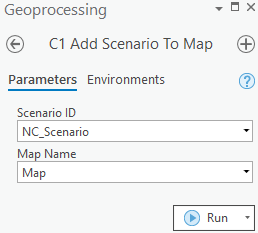 Geoprocessing
C1 Add Scenario To Map
Parameters Environments
?
Scenario ID
NC_Scenario
Map Name
Map
Run